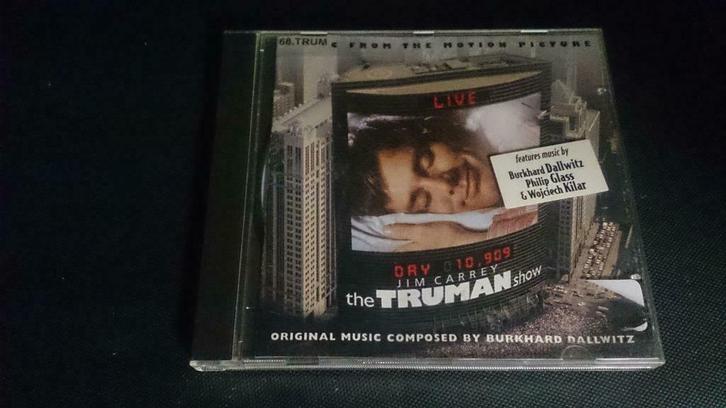 68.TRUM C FROM THE MOTION PICTURE
LIVE
features music by
Burkhard Dallwitz
Philip Glass
& Wojciech Kilar
DAY 010,909
JIM CARREY
the TRUMAN show
ORIGINAL MUSIC COMPOSED BY BURKHARD DALLWITZ